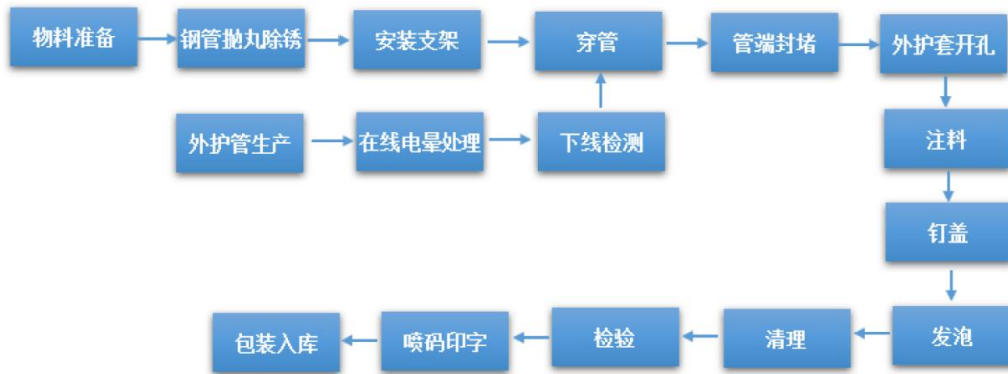 物料准备
钢管抛丸除锈
安装支架
穿管
管端封堵
外护套开孔
外护管生产
在线电晕处理
下线检测
注料
钉盖
包装入库
喷码印字
检验
清理
发泡